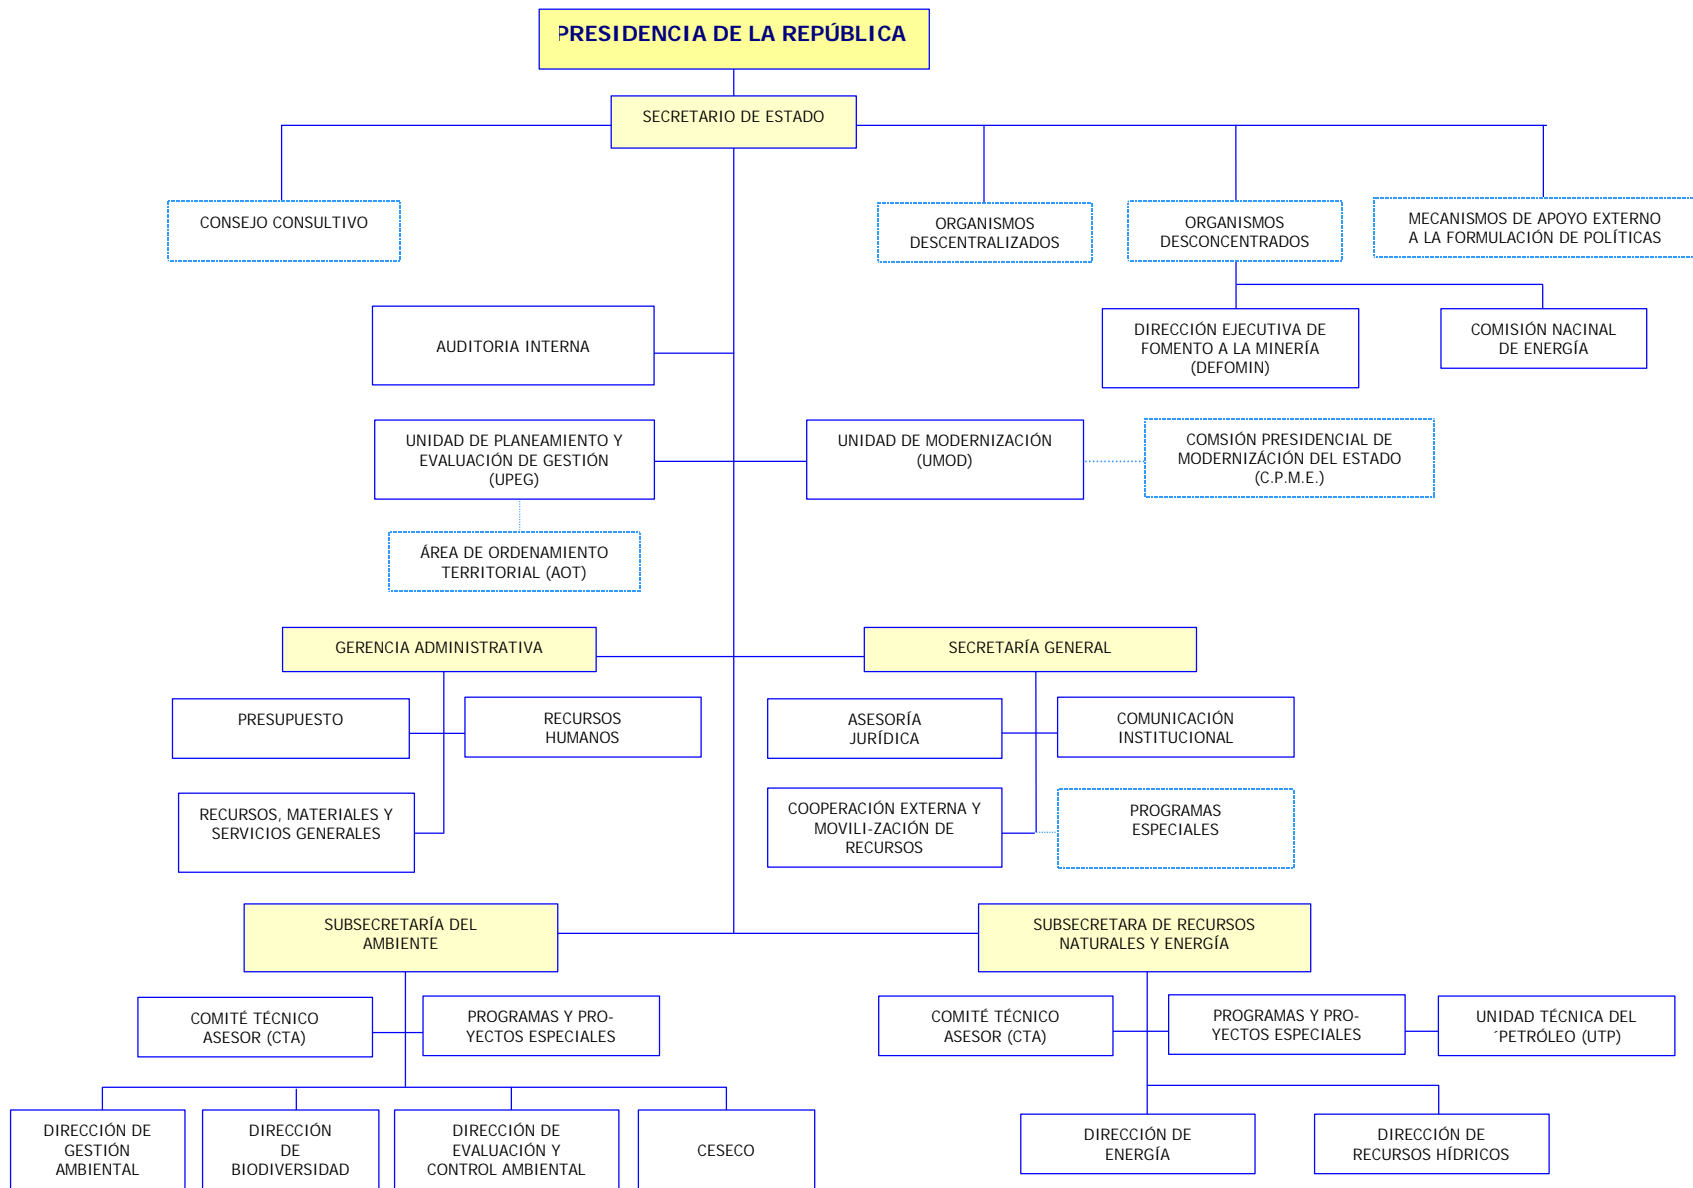 PRESIDENCIA DE LA REPÚBLICA
SECRETARIO DE ESTADO
CONSEJO CONSULTIVO
ORGANISMOS
DESCENTRALIZADOS
ORGANISMOS
DESCONCENTRADOS
MECANISMOS DE APOYO EXTERNO
A LA FORMULACIÓN DE POLÍTICAS
AUDITORIA INTERNA
DIRECCIÓN EJECUTIVA DE
FOMENTO A LA MINERÍA
(DEFOMIN)
COMISIÓN NACINAL
DE ENERGÍA
UNIDAD DE PLANEAMIENTO Y
EVALUACIÓN DE GESTIÓN
(UPEG)
UNIDAD DE MODERNIZACIÓN
(UMOD)
COMSIÓN PRESIDENCIAL DE
MODERNIZÁCIÓN DEL ESTADO
(C.P.M.E.)
ÁREA DE ORDENAMIENTO
TERRITORIAL (AOT)
GERENCIA ADMINISTRATIVA
SECRETARÍA GENERAL
PRESUPUESTO
RECURSOS
HUMANOS
ASESORÍA
JURÍDICA
COMUNICACIÓN
INSTITUCIONAL
RECURSOS, MATERIALES Y
SERVICIOS GENERALES
COOPERACIÓN EXTERNA Y
MOVILI-ZACIÓN DE
RECURSOS
PROGRAMAS
ESPECIALES
SUBSECRETARÍA DEL
AMBIENTE
SUBSECRETARA DE RECURSOS
NATURALES Y ENERGÍA
COMITÉ TÉCNICO
ASESOR (CTA)
PROGRAMAS Y PRO-
YECTOS ESPECIALES
COMITÉ TÉCNICO
ASESOR (CTA)
PROGRAMAS Y PRO-
YECTOS ESPECIALES
UNIDAD TÉCNICA DEL
´PETRÓLEO (UTP)
DIRECCIÓN DE
GESTIÓN
AMBIENTAL
DIRECCIÓN
DE
BIODIVERSIDAD
DIRECCIÓN DE
EVALUACIÓN Y
CONTROL AMBIENTAL
CESECO
DIRECCIÓN DE
ENERGÍA
DIRECCIÓN DE
RECURSOS HÍDRICOS